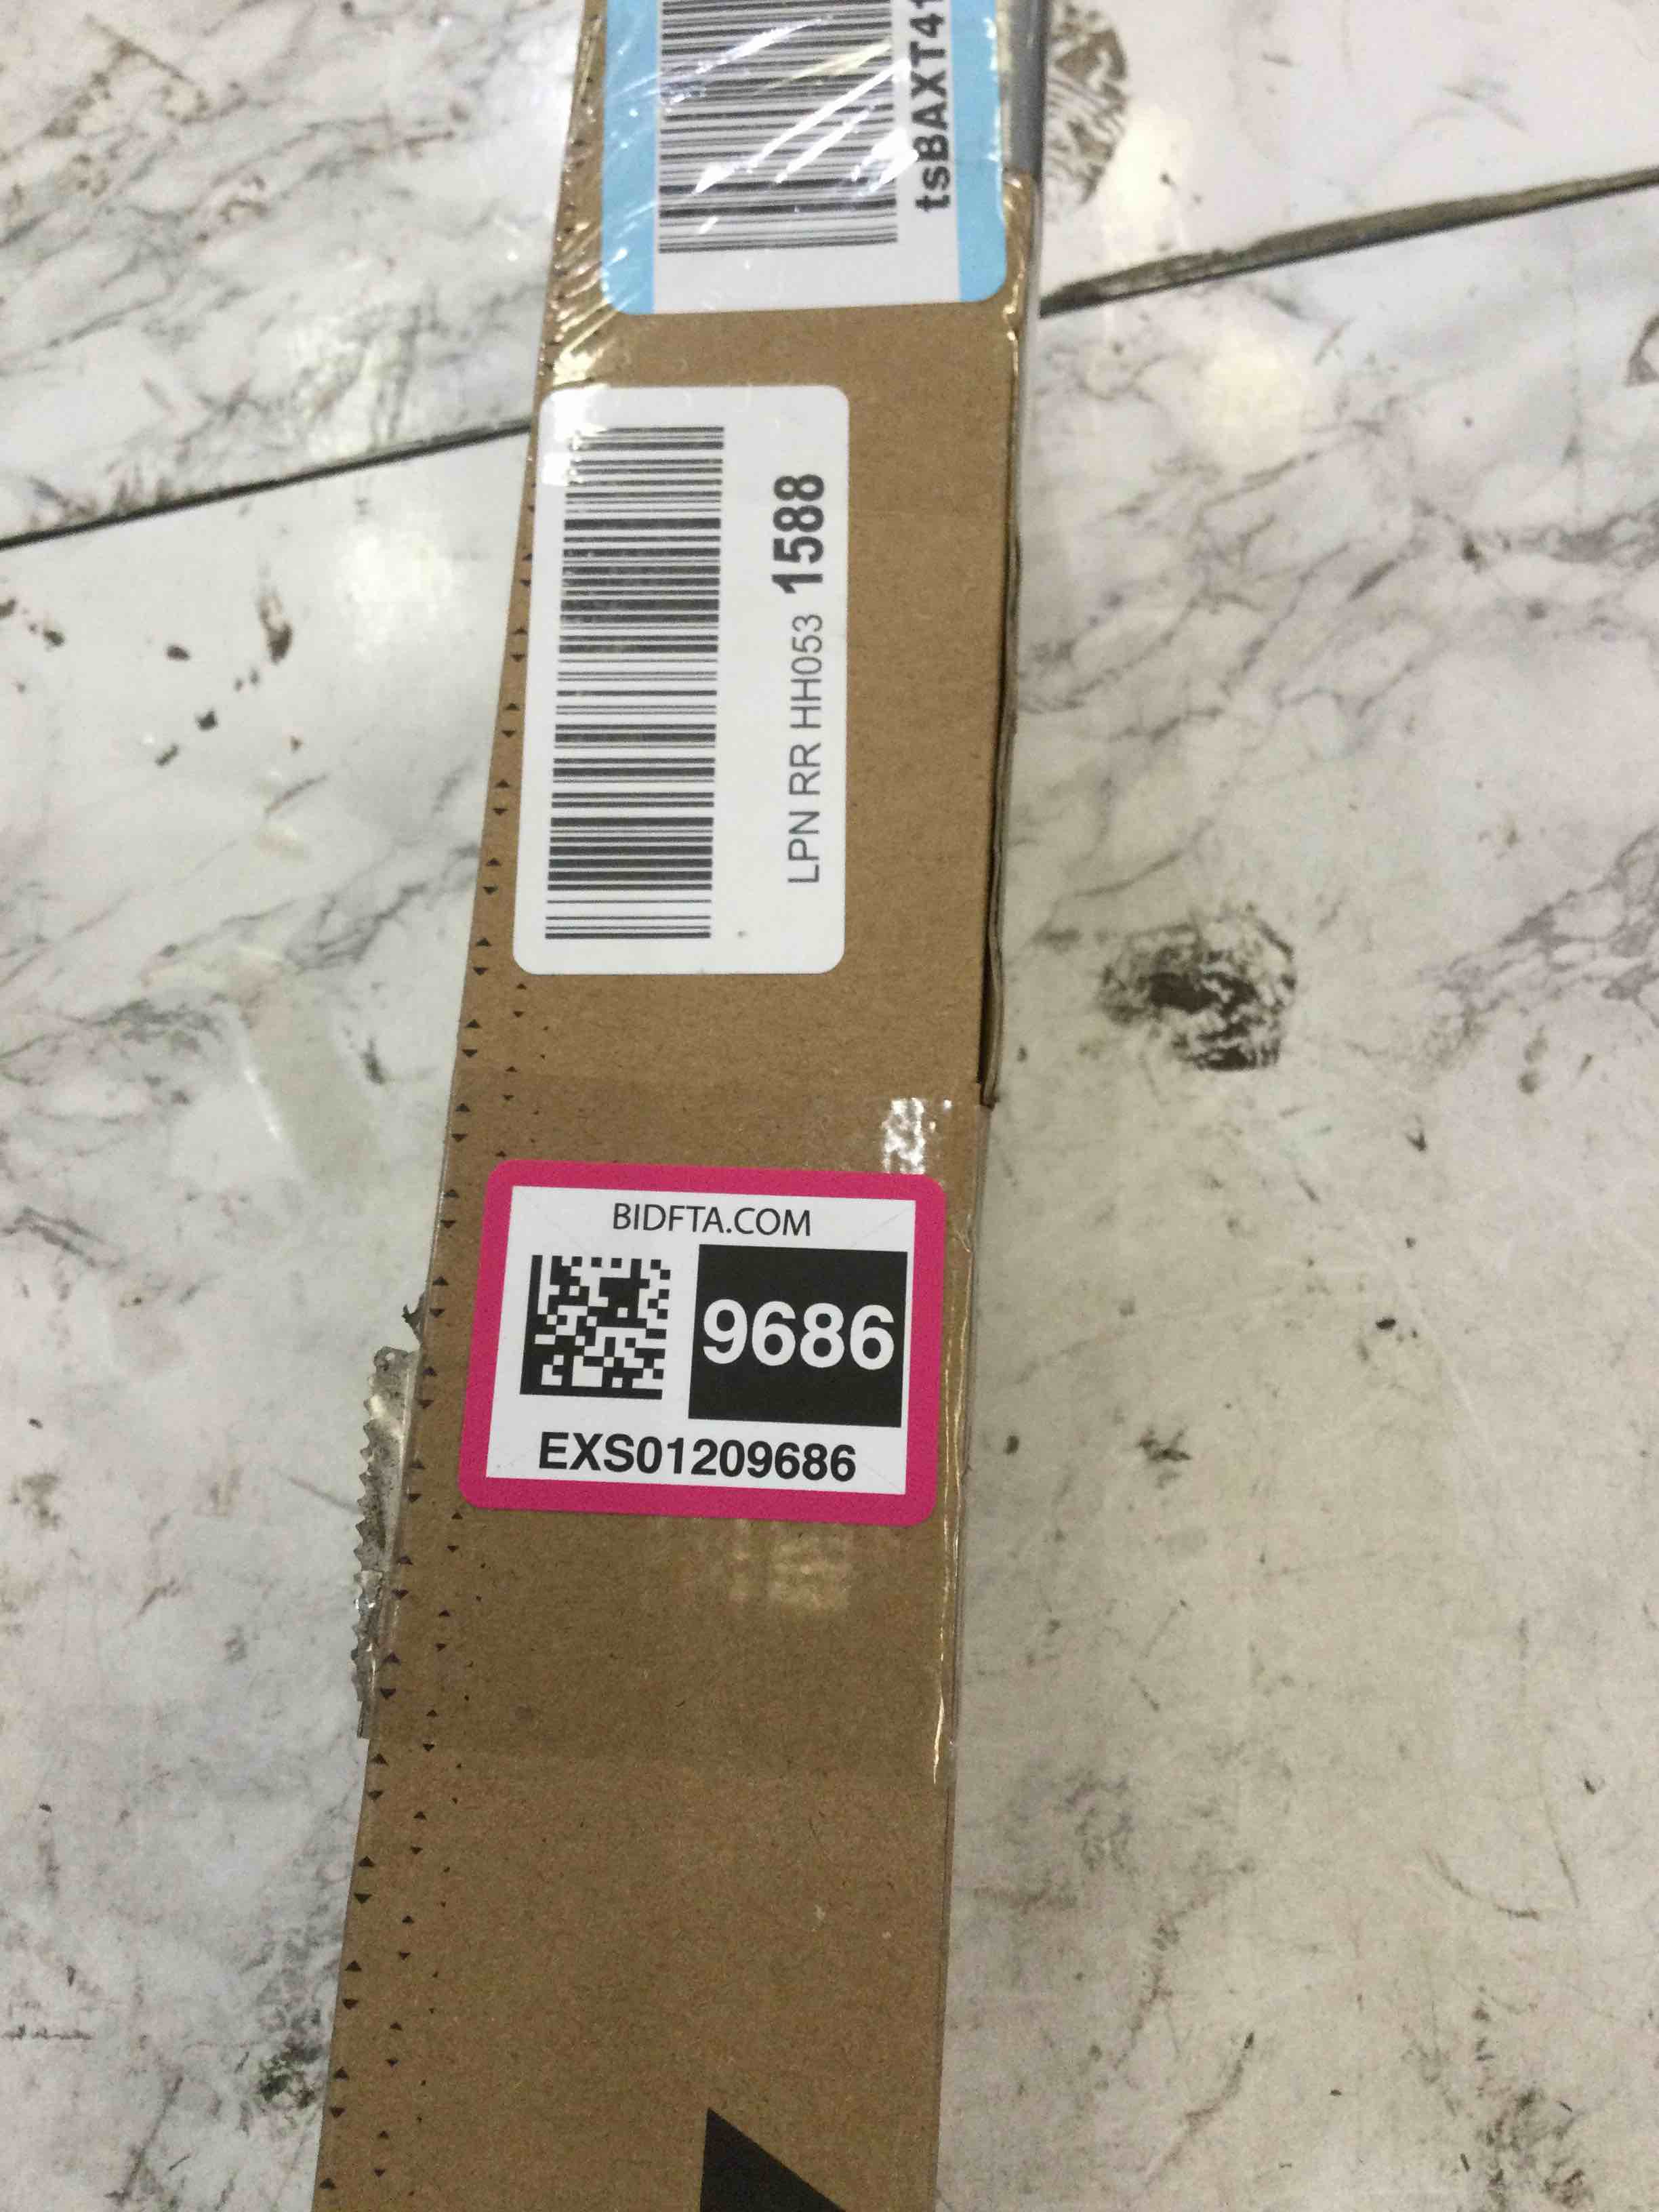 tsBAXT41
LPN RR HH053 1588
BIDFTA.COM
9686
EXS01209686